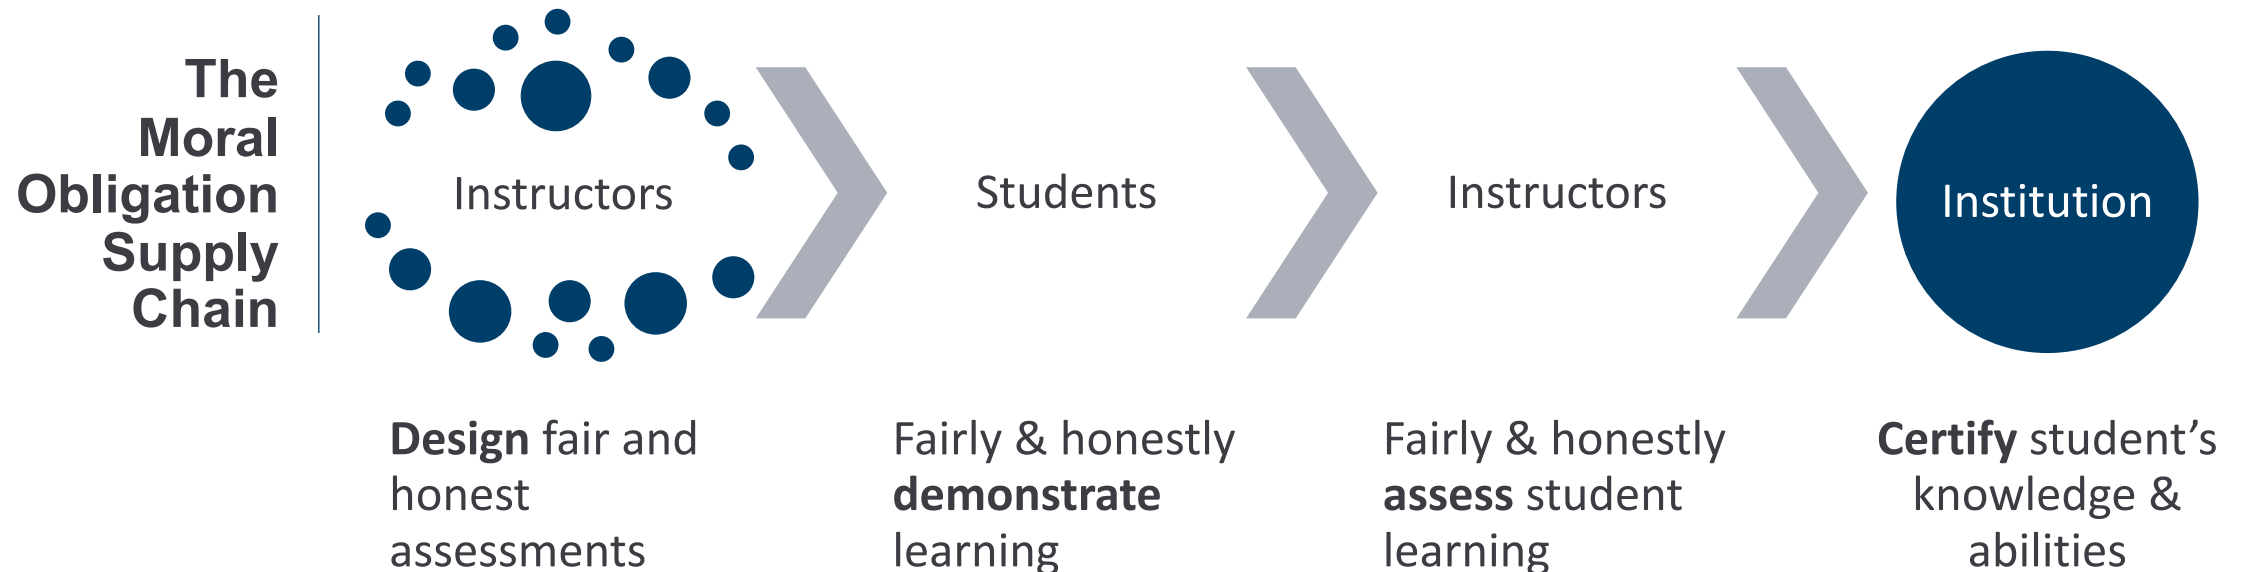 The
Moral
Obligation
Supply
Chain
Instructors
Students
Instructors
Institution
Design fair and
honest
assessments
Fairly & honestly
demonstrate
learning
Fairly & honestly
assess student
learning
Certify student’s
knowledge &
abilities